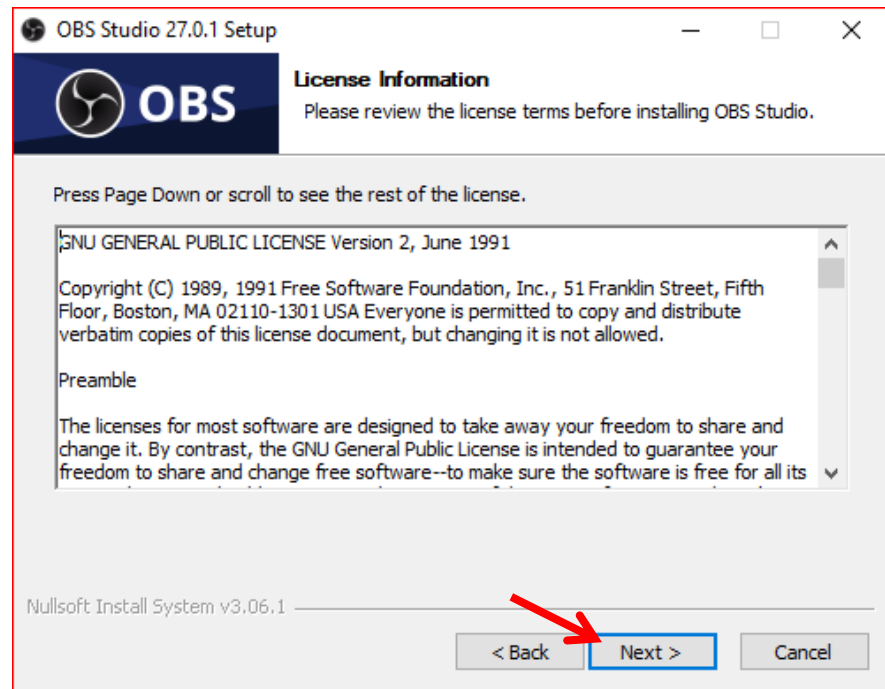 OBS Studio 27.0.1 Setup
OBS
License Information
Please review the license terms before installing OBS Studio.
Press Page Down or scroll to see the rest of the license.
GNU GENERAL PUBLIC LICENSE Version 2, June 1991
Copyright (C) 1989, 1991 Free Software Foundation, Inc., 51 Franklin Street, Fifth
Floor, Boston, MA 02110-1301 USA Everyone is permitted to copy and distribute
verbatim copies of this license document, but changing it is not allowed.
Preamble
The licenses for most software are designed to take away your freedom to share and
change it. By contrast, the GNU General Public License is intended to guarantee your
freedom to share and change free software--to make sure the software is free for all its
Nullsoft Install System v3.06.1
< Back
Next >
Cancel